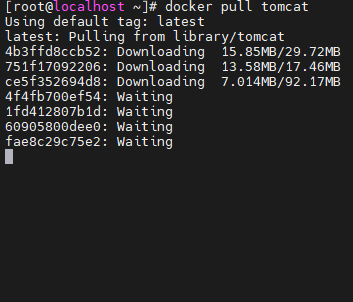 [root@localhost ~]# docker pull tomcat
Using default tag: latest
latest: Pulling from library/tomcat
4b3ffd8ccb52: Downloading  15.85MB/29.72MB
751f17092206: Downloading  13.58MB/17.46MB
ce5f352694d8: Downloading  7.014MB/92.17MB
4f4fb700ef54: Waiting
1fd412807b1d: Waiting
60905800dee0: Waiting
fae8c29c75e2: Waiting